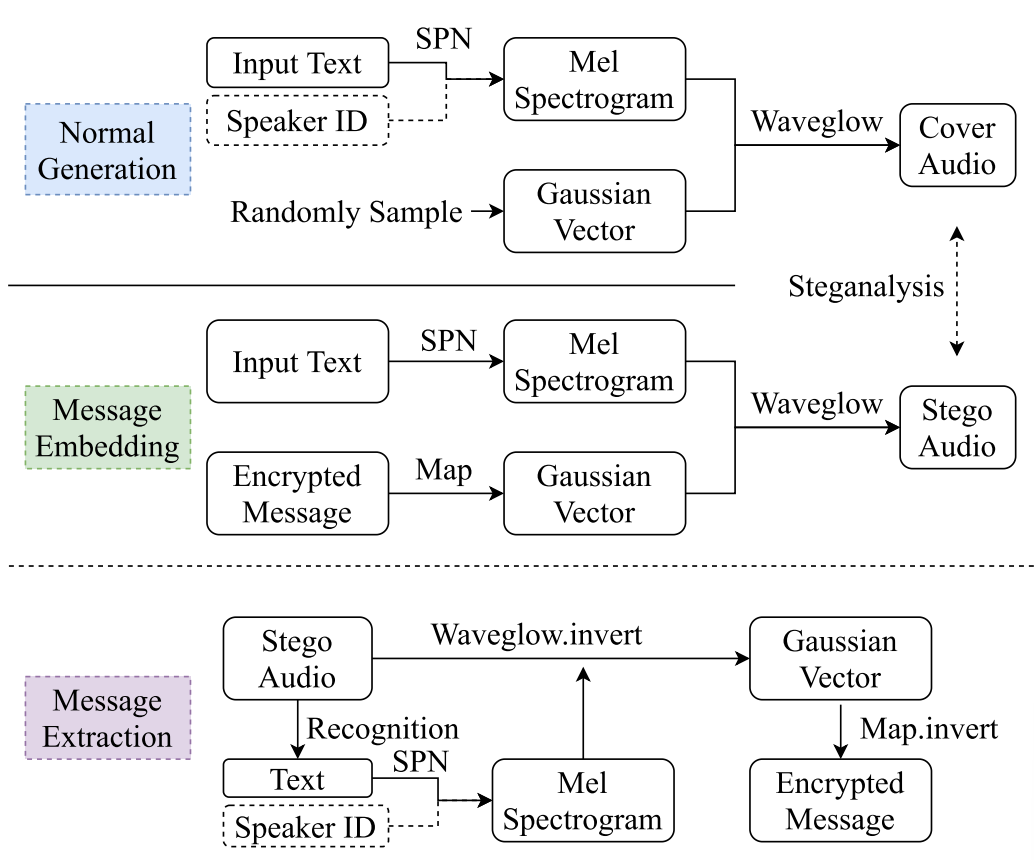 Normal
Generation
Input Text
Speaker ID
SPN
Mel
Spectrogram
Randomly Sample
Gaussian
Vector
Waveglow
Cover
Audio
Steganalysis
Message
Embedding
Input Text
SPN
Mel
Spectrogram
Encrypted
Message
Map
Gaussian
Vector
Waveglow
Stego
Audio
Message
Extraction
Stego
Audio
Waveglow.invert
Gaussian
Vector
Recognition
Map.invert
Text
Speaker ID
SPN
Mel
Spectrogram
Encrypted
Message